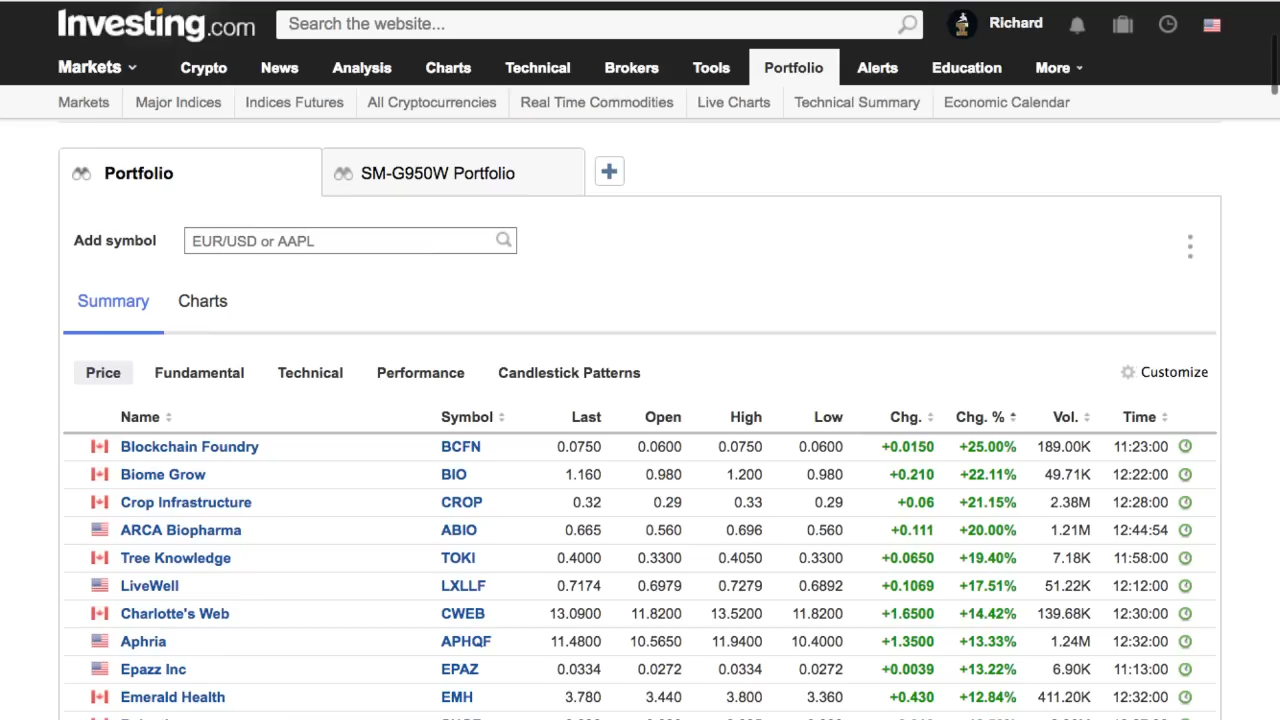 Investing.com Search the website... Richard
Markets Crypto News Analysis Charts Technical Brokers Tools Portfolio Alerts Education More
Markets Major Indices Indices Futures All Cryptocurrencies Real Time Commodities Live Charts Technical Summary Economic Calendar
Portfolio SM-G950W Portfolio
Add symbol EUR/USD or AAPL
Summary Charts
Price Fundamental Technical Performance Candlestick Patterns Customize
Name Symbol Last Open High Low Chg. Chg. % Vol. Time
Blockchain Foundry BCFN 0.0750 0.0600 0.0750 0.0600 +0.0150 +25.00% 189.00K 11:23:00
Biome Grow BIO 1.160 0.980 1.200 0.980 +0.210 +22.11% 49.71K 12:22:00
Crop Infrastructure CROP 0.32 0.29 0.33 0.29 +0.06 +21.15% 2.38M 12:28:00
ARCA Biopharma ABIO 0.665 0.560 0.696 0.560 +0.111 +20.00% 1.21M 12:44:54
Tree Knowledge TOKI 0.4000 0.3300 0.4050 0.3300 +0.0650 +19.40% 7.18K 11:58:00
LiveWell LXLLF 0.7174 0.6979 0.7279 0.6892 +0.1069 +17.51% 51.22K 12:12:00
Charlotte's Web CWEB 13.0900 11.8200 13.5200 11.8200 +1.6500 +14.42% 139.68K 12:30:00
Aphria APHQF 11.4800 10.5650 11.9400 10.4000 +1.3500 +13.33% 1.24M 12:32:00
Epazz Inc EPAZ 0.0334 0.0272 0.0334 0.0272 +0.0039 +13.22% 6.90K 11:13:00
Emerald Health EMH 3.780 3.440 3.800 3.360 +0.430 +12.84% 411.20K 12:32:00